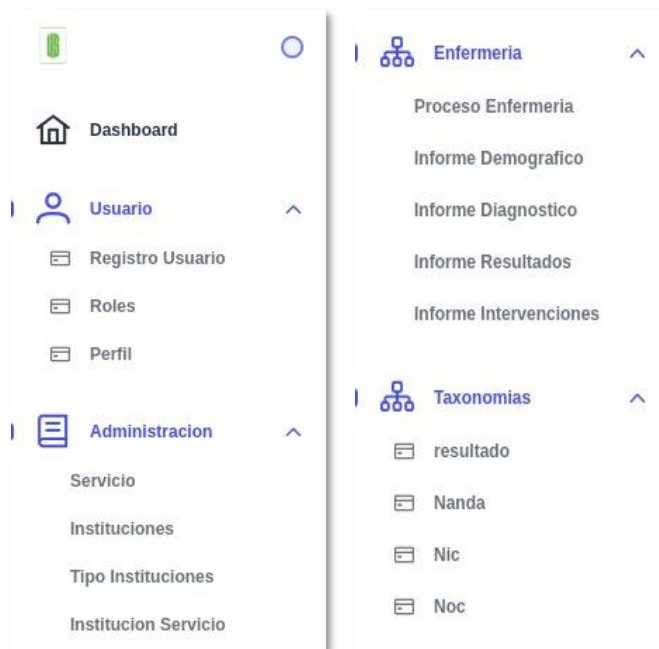 Dashboard
Usuario
Registro Usuario
Roles
Perfil
Administracion
Servicio
Instituciones
Tipo Instituciones
Institucion Servicio
Enfermeria
Proceso Enfermeria
Informe Demografico
Informe Diagnostico
Informe Resultados
Informe Intervenciones
Taxonomias
resultado
Nanda
Nic
Noc